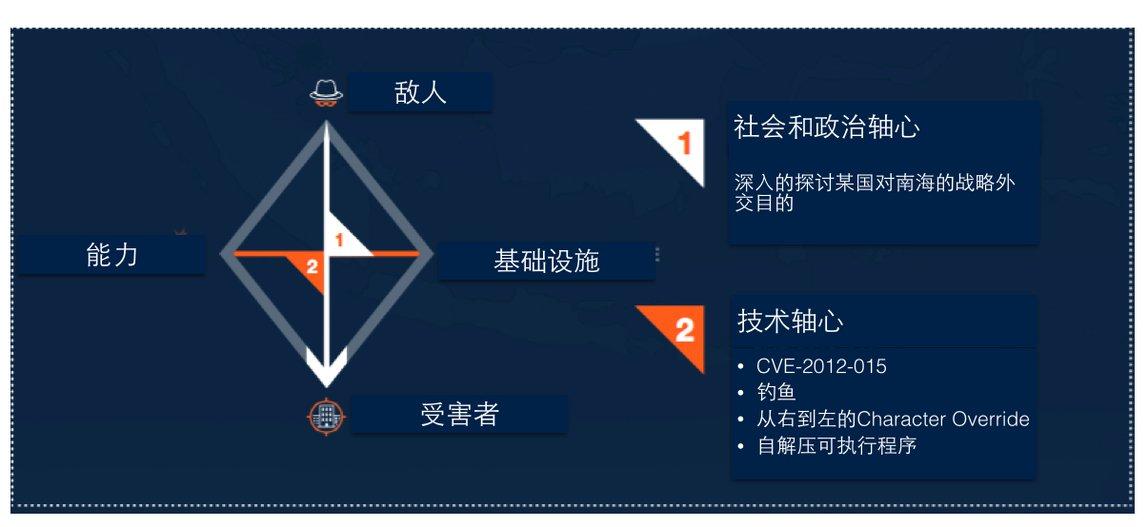 敌人
能力
1
2
基础设施
受害者
1
社会和政治轴心
深入的探讨某国对南海的战略外
交目的
2
技术轴心
• CVE-2012-015
• 钓鱼
• 从右到左的Character Override
• 自解压可执行程序